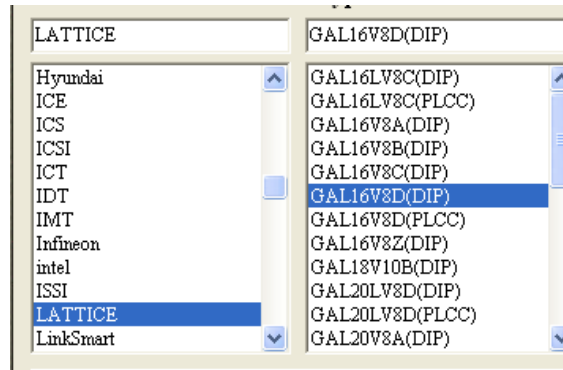 LATTICE
GAL16V8D(DIP)
Hyundai
ICE
ICS
ICSI
ICT
IDT
IMT
Infineon
intel
ISSI
LATTICE
LinkSmart
GAL16LV8C(DIP)
GAL16LV8C(PLCC)
GAL16V8A(DIP)
GAL16V8B(DIP)
GAL16V8C(DIP)
GAL16V8D(DIP)
GAL16V8D(PLCC)
GAL16V8Z(DIP)
GAL18V10B(DIP)
GAL20LV8D(DIP)
GAL20LV8D(PLCC)
GAL20V8A(DIP)